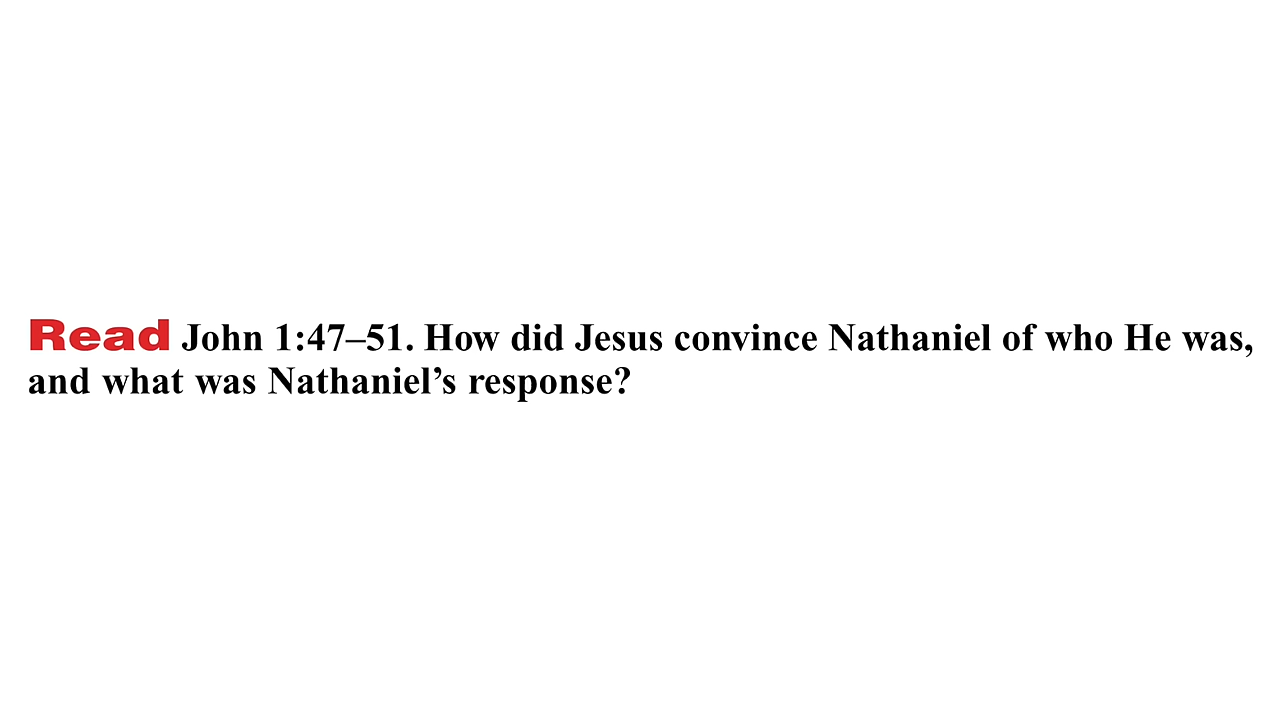 Read John 1:47–51. How did Jesus convince Nathaniel of who He was,
and what was Nathaniel’s response?